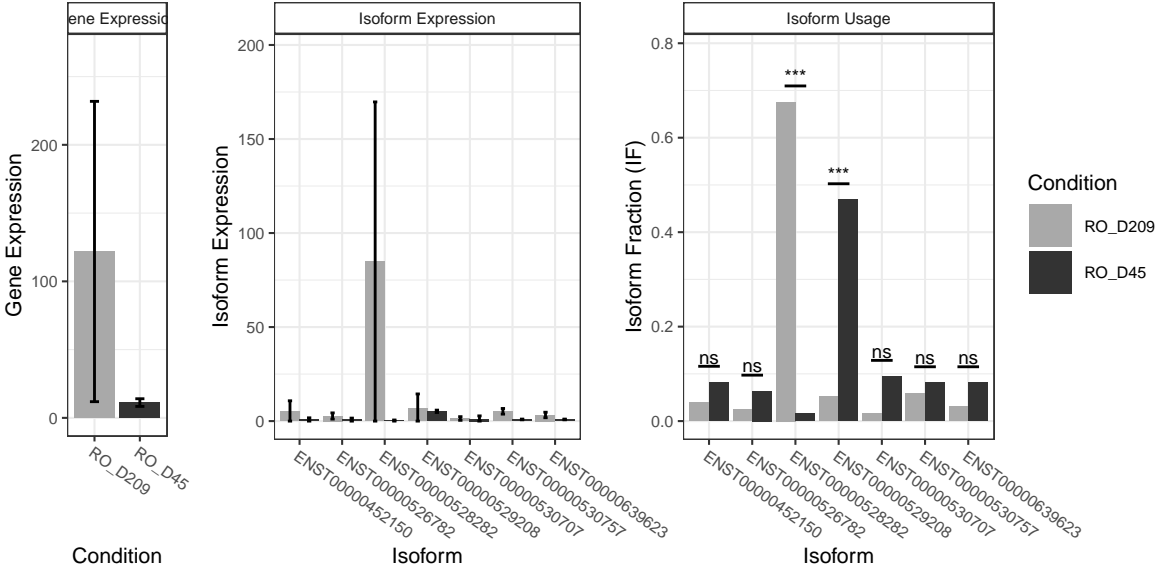 ene Expressio
Gene Expression
200
100
0
RO_D209
RO_D45
Condition
Isoform Expression
Isoform Expression
200
150
100
50
0
ENST00000452150
ENST00000526782
ENST00000528282
ENST00000529208
ENST00000530707
ENST00000530757
ENST00000639623
Isoform
Isoform Usage
Isoform Fraction (IF)
0.8
0.6
0.4
0.2
0.0
ns
ns
***
***
ns
ns
ns
ENST00000452150
ENST00000526782
ENST00000528282
ENST00000529208
ENST00000530707
ENST00000530757
ENST00000639623
Isoform
Condition
RO_D209
RO_D45